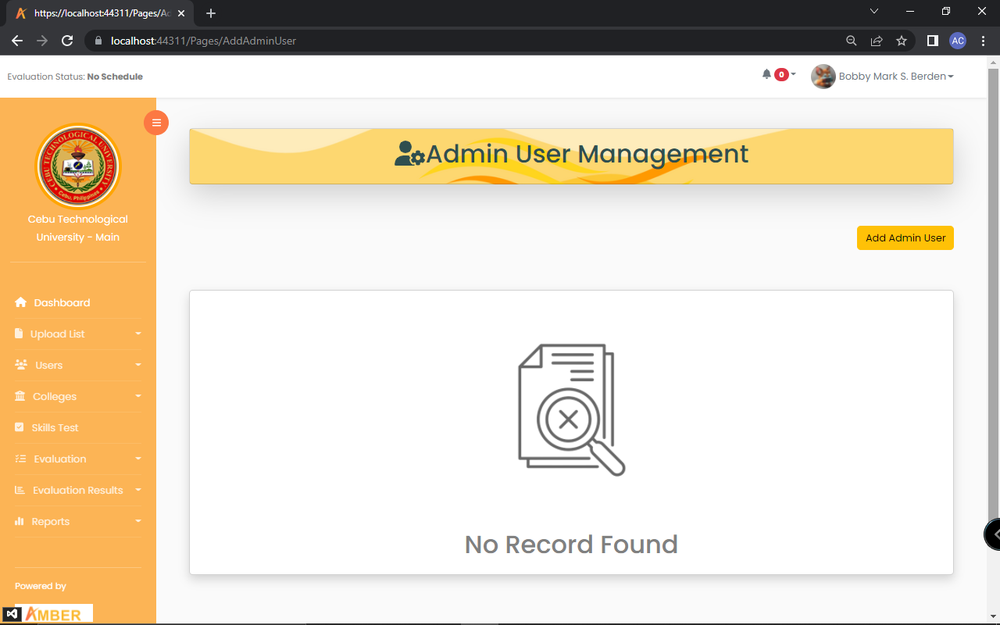 https://localhost:44311/Pages/Ad
localhost:44311/Pages/AddAdminUser
AC
Evaluation Status: No Schedule
0
Bobby Mark S. Berden
CEBU TECHNOLOGICAL UNIVERSITY
Cebu, Philippines
Cebu Technological
University - Main
Dashboard
Upload List
Users
Colleges
Skills Test
Evaluation
Evaluation Results
Reports
Powered by
AMBER
Admin User Management
Add Admin User
No Record Found